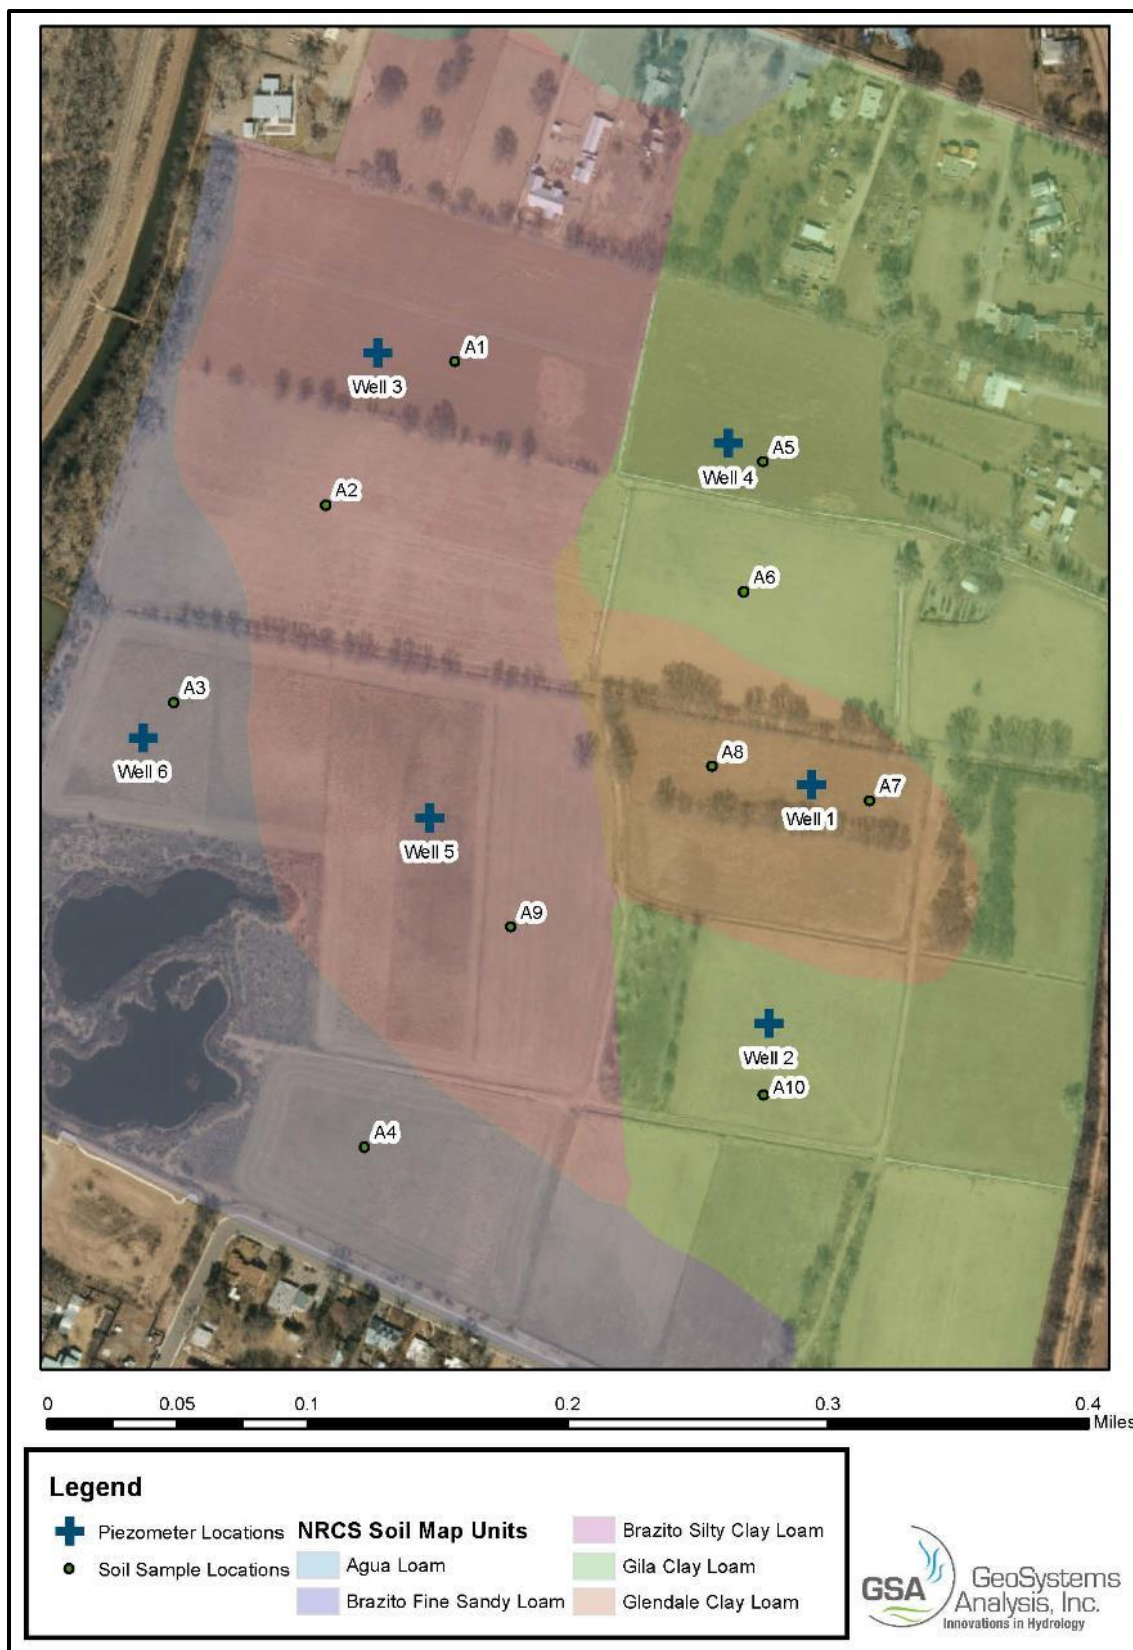 A1
Well 3
A5
Well 4
A2
A6
A3
Well 6
A8
A7
Well 1
Well 5
A9
Well 2
A10
A4
0 0.05 0.1 0.2 0.3 0.4
Miles
Legend
Piezometer Locations
Soil Sample Locations
NRCS Soil Map Units
Agua Loam
Brazito Fine Sandy Loam
Brazito Silty Clay Loam
Gila Clay Loam
Glendale Clay Loam
GSA
GeoSystems
Analysis, Inc.
Innovations in Hydrology